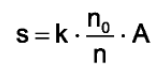 s = k · n₀/n · A